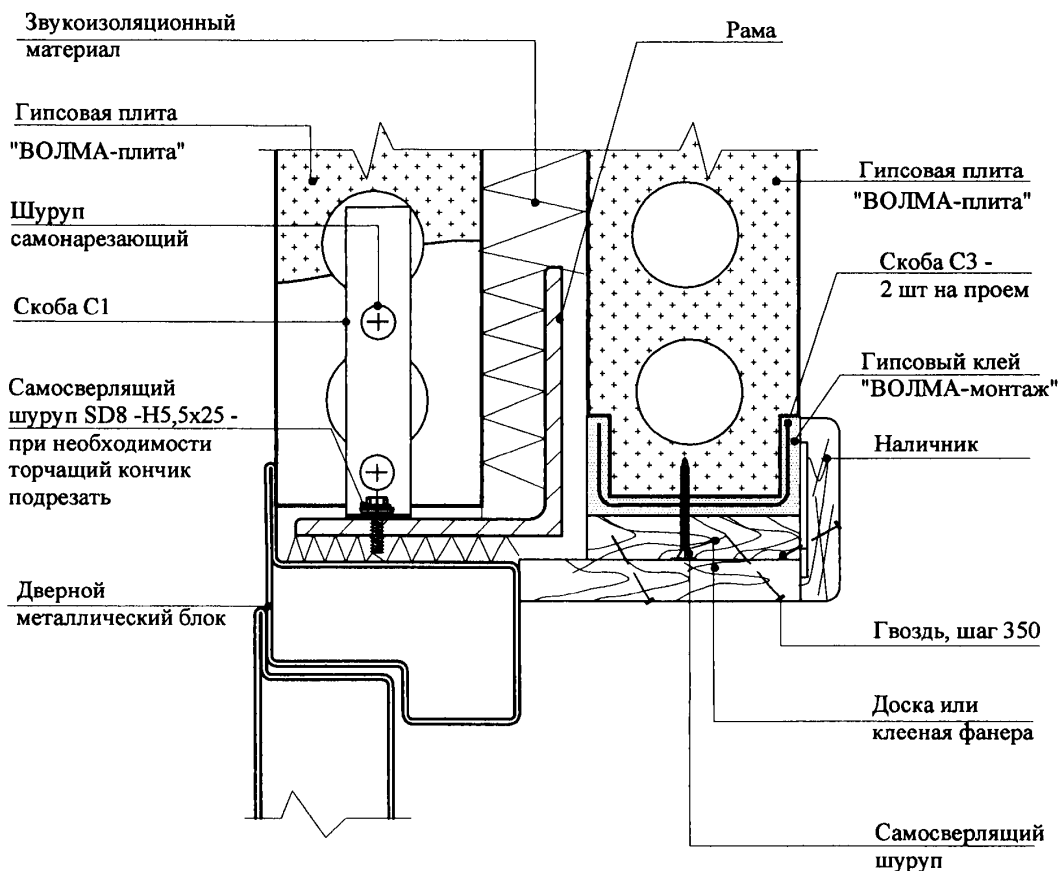 Звукоизоляционный
материал
Гипсовая плита
"ВОЛМА-плита"
Шуруп
самонарезающий
Скоба С1
Самосверлящий
шуруп SD8 -H5,5x25 -
при необходимости
торчащий кончик
подрезать
Дверной
металлический блок
Рама
Гипсовая плита
"ВОЛМА-плита"
Скоба С3 -
2 шт на проем
Гипсовый клей
"ВОЛМА-монтаж"
Наличник
Гвоздь, шаг 350
Доска или
клееная фанера
Самосверлящий
шуруп